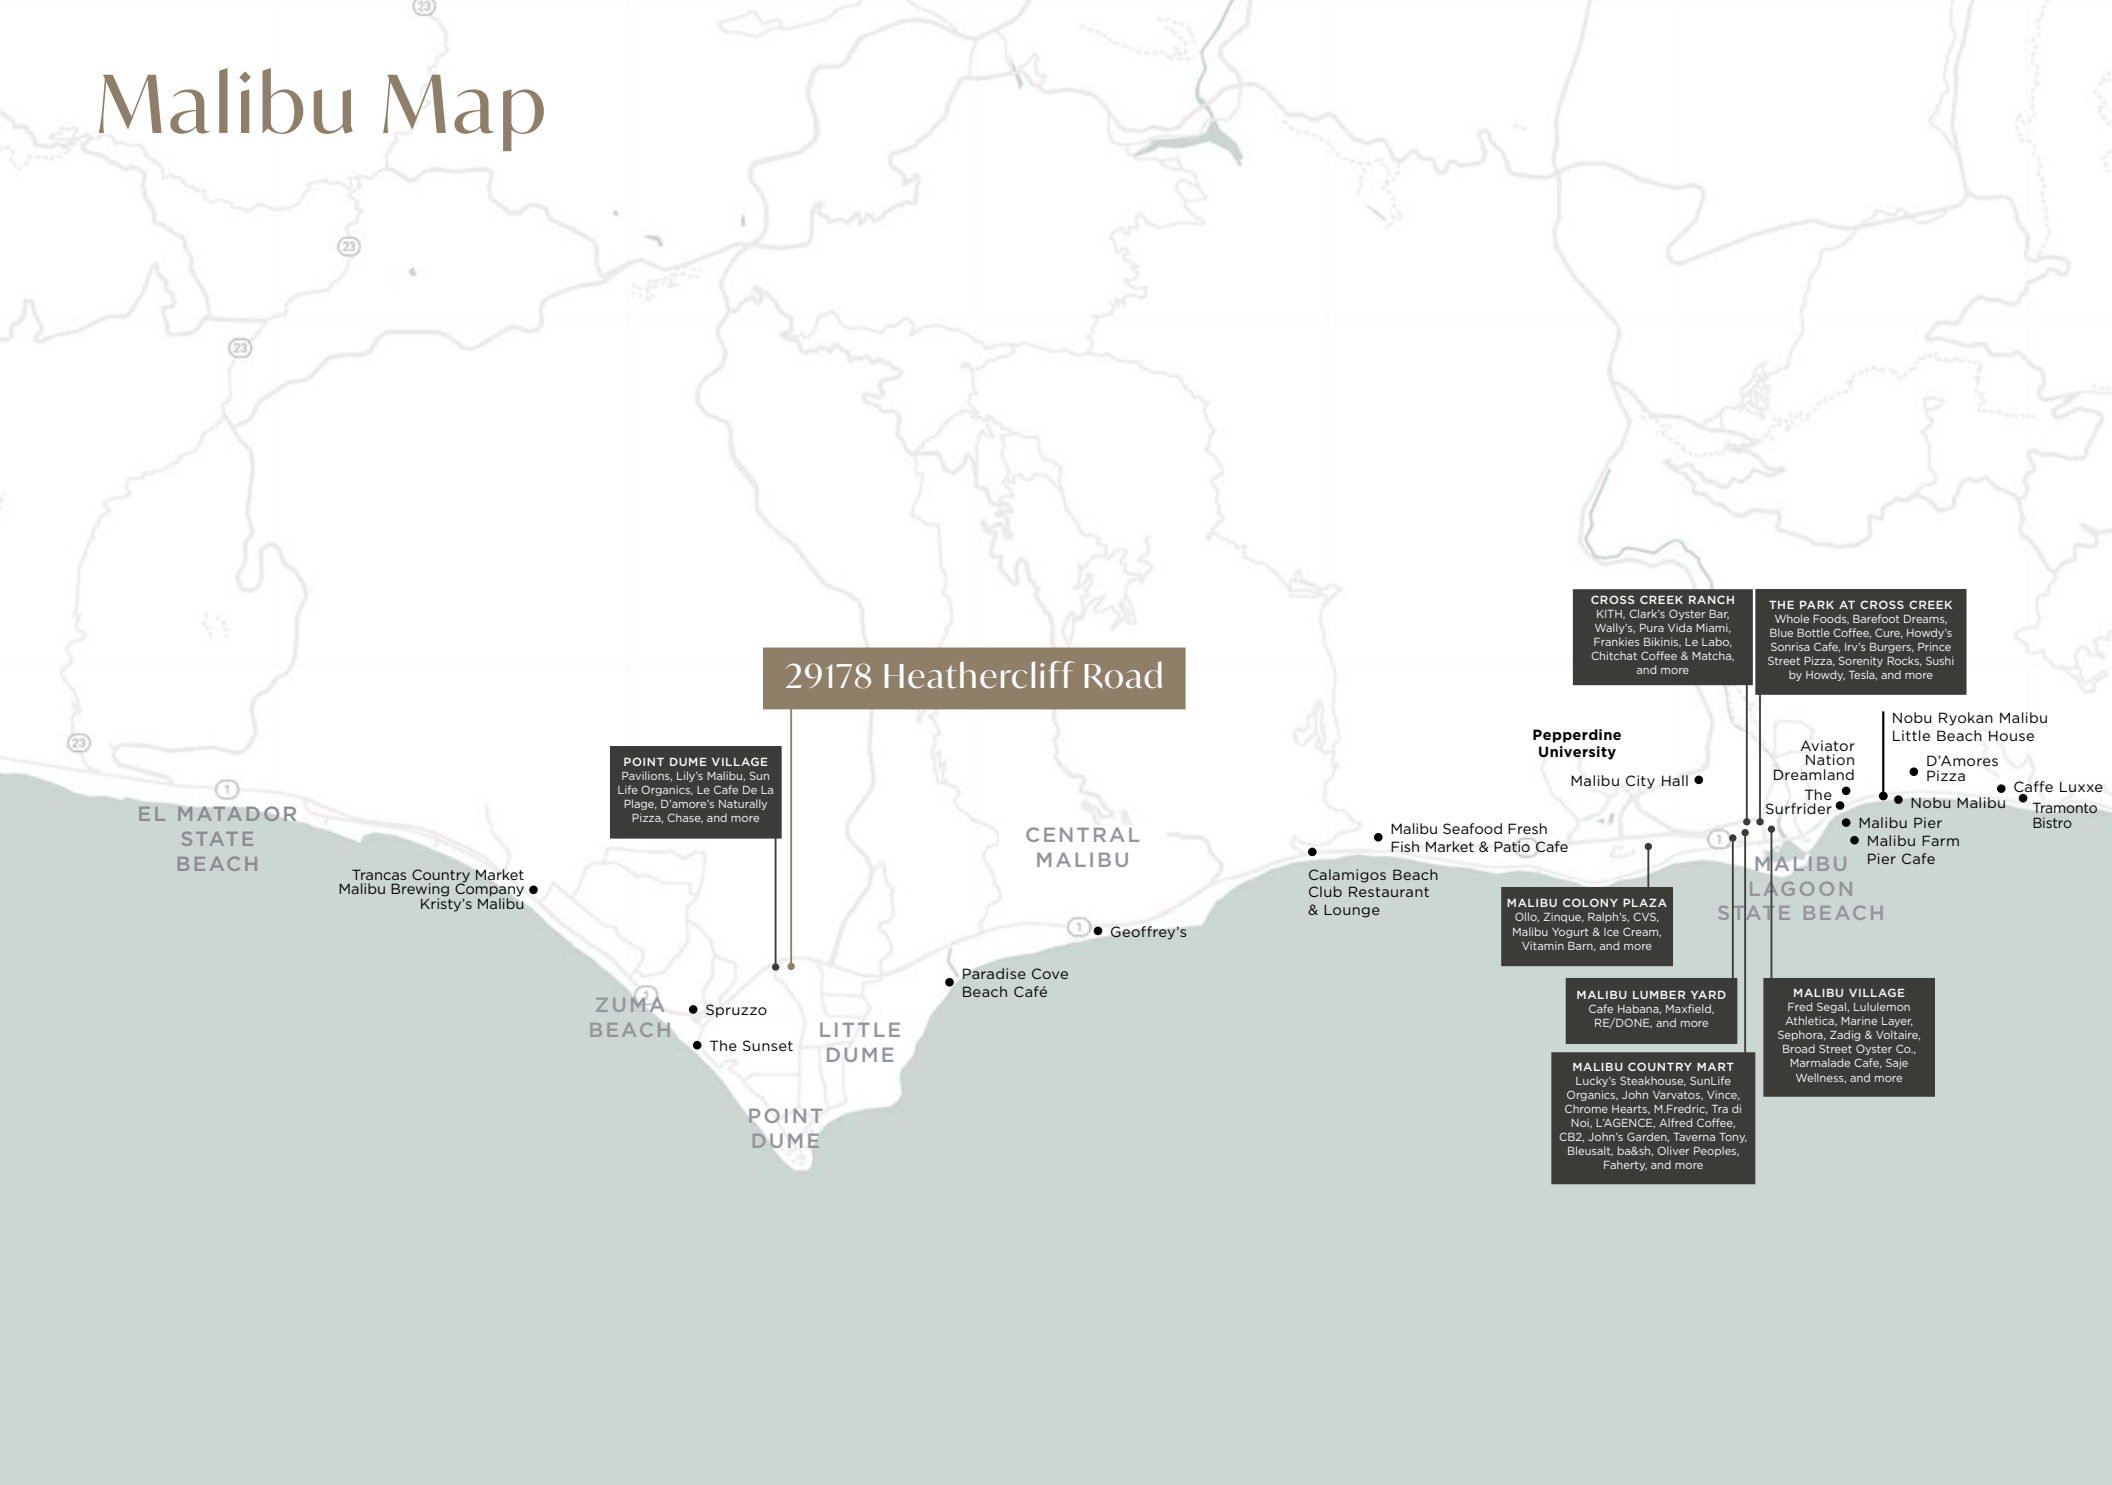 23
Malibu Map
23
23
CROSS CREEK RANCH
KITH, Clark's Oyster Bar,
Wally's, Pura Vida Miami,
Frankies Bikinis, Le Labo,
Chitchat Coffee & Matcha,
and more
THE PARK AT CROSS CREEK
Whole Foods, Barefoot Dreams,
Blue Bottle Coffee, Cure, Howdy's
Sonrisa Cafe, Irv's Burgers, Prince
Street Pizza, Sorenity Rocks, Sushi
by Howdy, Tesla, and more
29178 Heathercliff Road
Nobu Ryokan Malibu
Little Beach House
Pepperdine
University
23
Aviator
Nation
Dreamland
D'Amores
Pizza
POINT DUME VILLAGE
Pavilions, Lily's Malibu, Sun
Life Organics, Le Cafe De La
Plage, D'amore's Naturally
Pizza, Chase, and more
Malibu City Hall
1
Caffe Luxxe
The
Surfrider
Nobu Malibu
Tramonto
Bistro
EL MATADOR
STATE
BEACH
Malibu Pier
CENTRAL
MALIBU
Malibu Seafood Fresh
Fish Market & Patio Cafe
1
Malibu Farm
Pier Cafe
MALIBU
LAGOON
STATE BEACH
Trancas Country Market
Malibu Brewing Company
Kristy's Malibu
Calamigos Beach
Club Restaurant
& Lounge
MALIBU COLONY PLAZA
Ollo, Zinque, Ralph's, CVS,
Malibu Yogurt & Ice Cream,
Vitamin Barn, and more
1
Geoffrey's
Paradise Cove
Beach Café
1
ZUMA
BEACH
Spruzzo
MALIBU LUMBER YARD
Cafe Habana, Maxfield,
RE/DONE, and more
MALIBU VILLAGE
Fred Segal, Lululemon
Athletica, Marine Layer,
Sephora, Zadig & Voltaire,
Broad Street Oyster Co.,
Marmalade Cafe, Saje
Wellness, and more
The Sunset
LITTLE
DUME
MALIBU COUNTRY MART
Lucky's Steakhouse, SunLife
Organics, John Varvatos, Vince,
Chrome Hearts, M.Fredric, Tra di
Noi, L'AGENCE, Alfred Coffee,
CB2, John's Garden, Taverna Tony,
Bleusalt, ba&sh, Oliver Peoples,
Faherty, and more
POINT
DUME